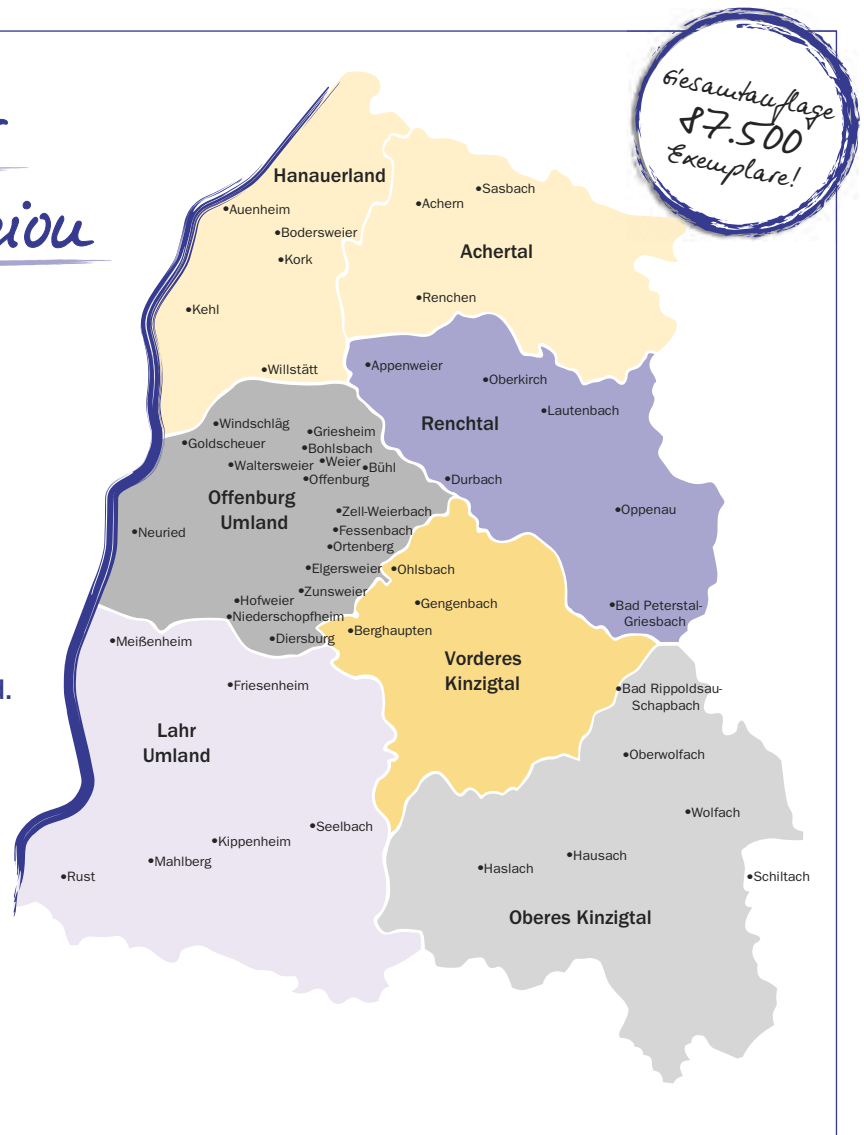 Gesamtauflage
87.500
Exemplare!
Hanauerland
Sasbach
Achern
Auenheim
Bodersweier
Achertal
Kork
Renchen
Kehl
Appenweier
Willstätt
Oberkirch
Lautenbach
Windschläg
Renchtal
Griesheim
Goldscheuer
Bohlsbach
Waltersweier
Weier
Bühl
Offenburg
Durbach
Offenburg
Umland
Zell-Weierbach
Oppenau
Fessenbach
Neuried
Ortenberg
Elgersweier
Ohlsbach
Zunsweier
Hofweier
Gengenbach
Bad Peterstal-
Griesbach
Niederschopfheim
Berghaupten
Diersburg
Meißenheim
Vorderes
Kinzigtal
Friesenheim
Bad Rippoldsau-
Schapbach
Lahr
Umland
Oberwolfach
Wolfach
Seelbach
Kippenheim
Hausach
Mahlberg
Haslach
Rust
Schiltach
Oberes Kinzigtal